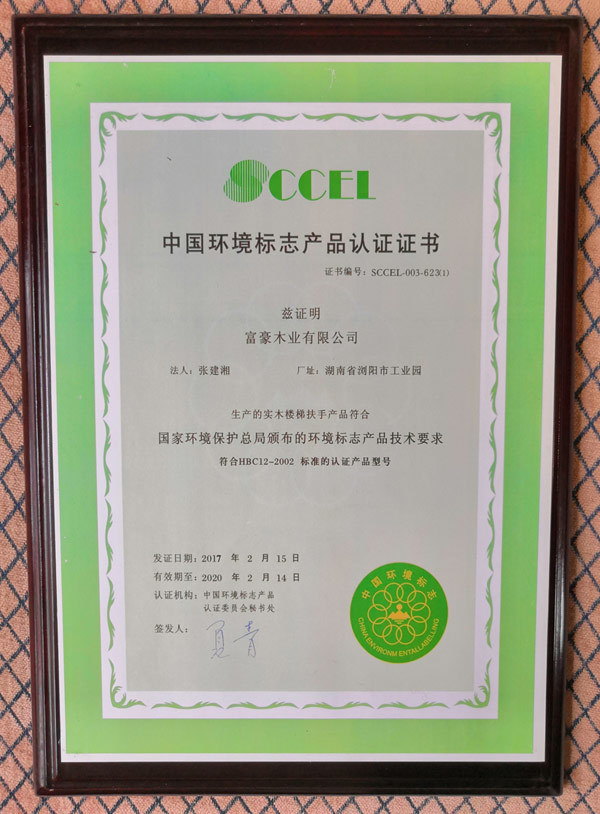 SCCEL
中国环境标志产品认证证书
证书编号：SCCEL-003-623(1)
兹证明
富豪木业有限公司
法人：张建湘 厂址：湖南省浏阳市工业园
生产的实木楼梯扶手产品符合
国家环境保护总局颁布的环境标志产品技术要求
符合HBC12-2002 标准的认证产品型号
发证日期：2017 年 2 月 15 日
有效期至：2020 年 2 月 14 日
认证机构：中国环境标志产品
认证委员会秘书处
签发人：
中国环境标志
CHINA ENVIRONM ENTALLABELLING